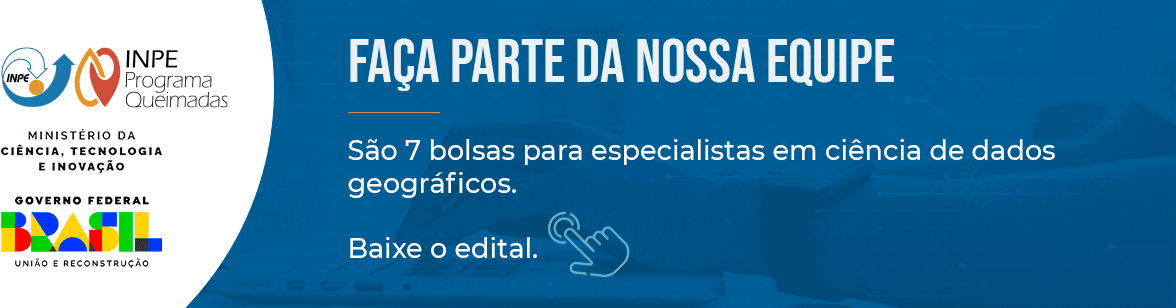 INPE
INPE
Programa
Queimadas
MINISTÉRIO DA
CIÊNCIA, TECNOLOGIA
E INOVAÇÃO
GOVERNO FEDERAL
BRASIL
UNIÃO E RECONSTRUÇÃO
FAÇA PARTE DA NOSSA EQUIPE
São 7 bolsas para especialistas em ciência de dados
geográficos.
Baixe o edital.